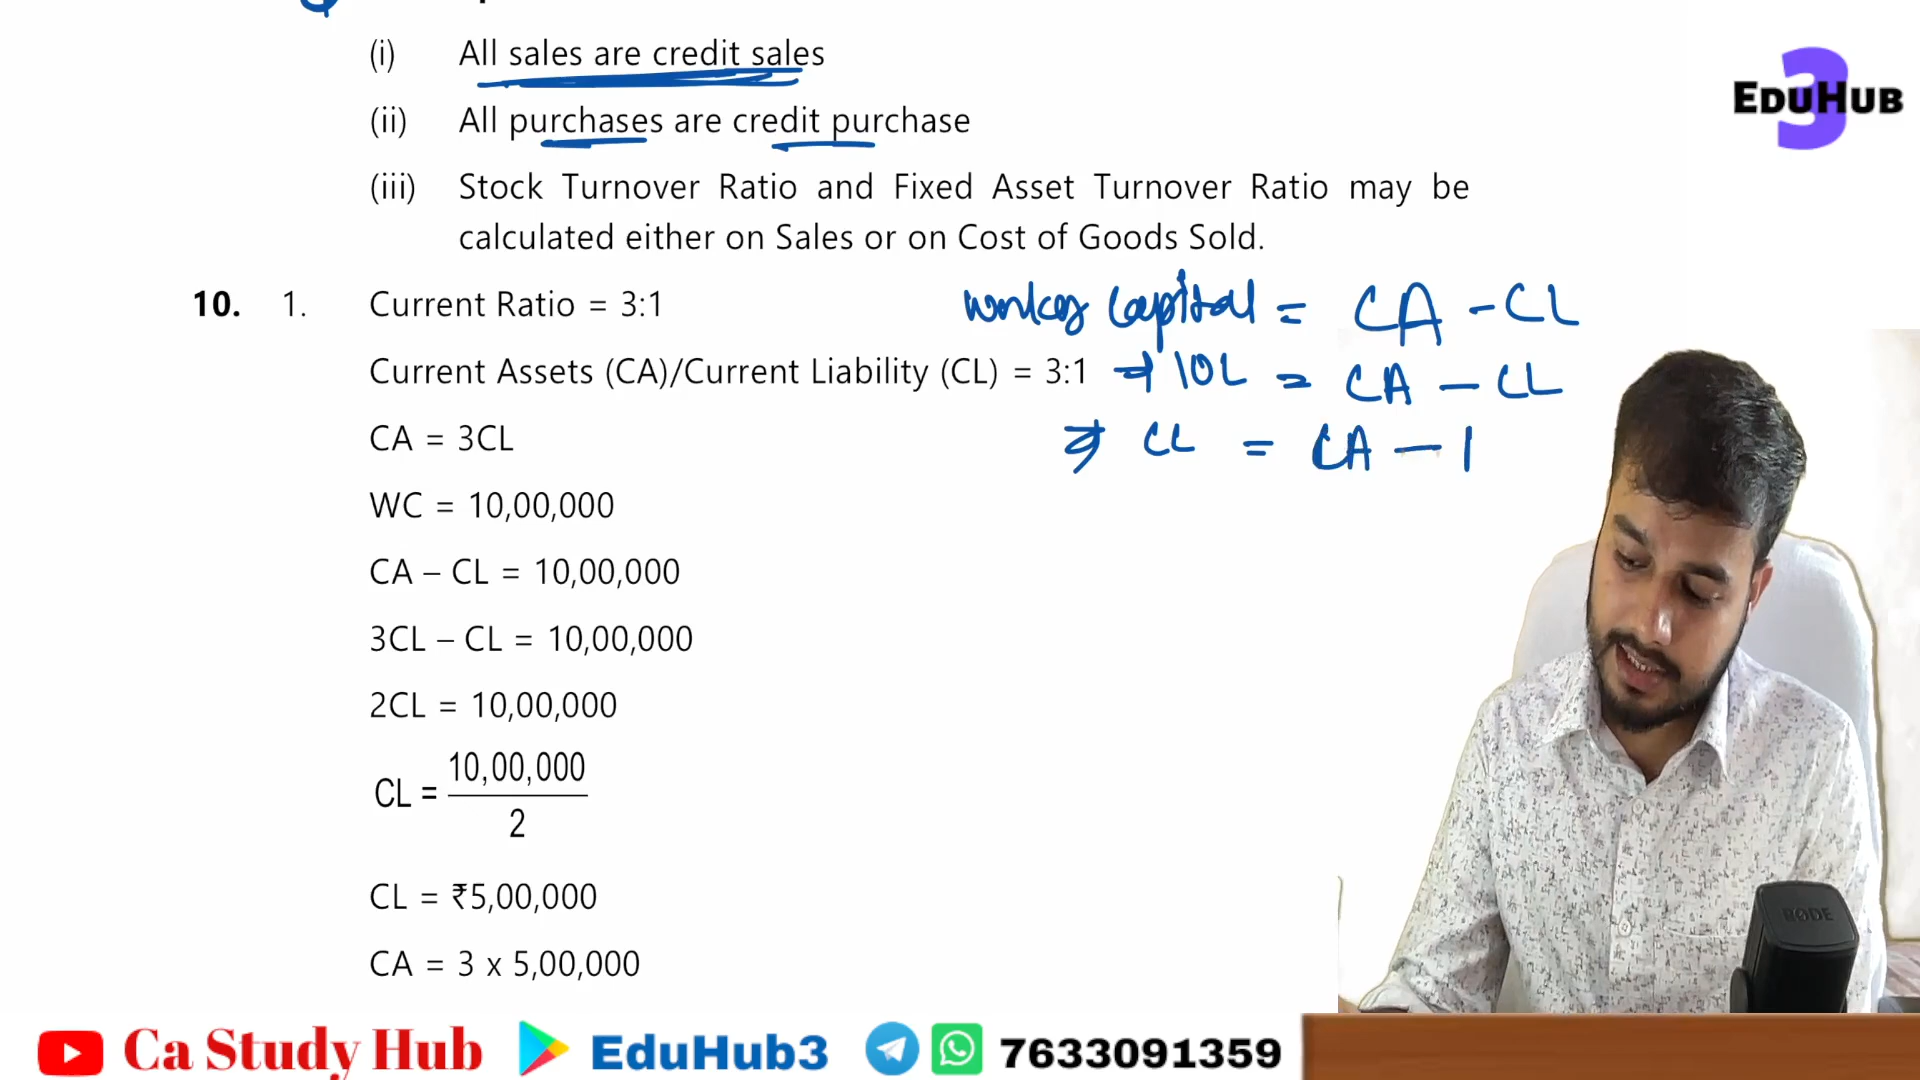 (i) All sales are credit sales
EDUHUB 3
(ii) All purchases are credit purchase
(iii) Stock Turnover Ratio and Fixed Asset Turnover Ratio may be
calculated either on Sales or on Cost of Goods Sold.
10. 1. Current Ratio = 3:1
Capital = CA - CL
Current Assets (CA)/Current Liability (CL) = 3:1
→ 10L = CA - CL
CA = 3CL
⇒ CL = CA - 1
WC = 10,00,000
CA – CL = 10,00,000
3CL – CL = 10,00,000
2CL = 10,00,000
CL = 10,00,000
2
CL = ₹5,00,000
CA = 3 x 5,00,000
RØDE
Ca Study Hub EduHub3 7633091359